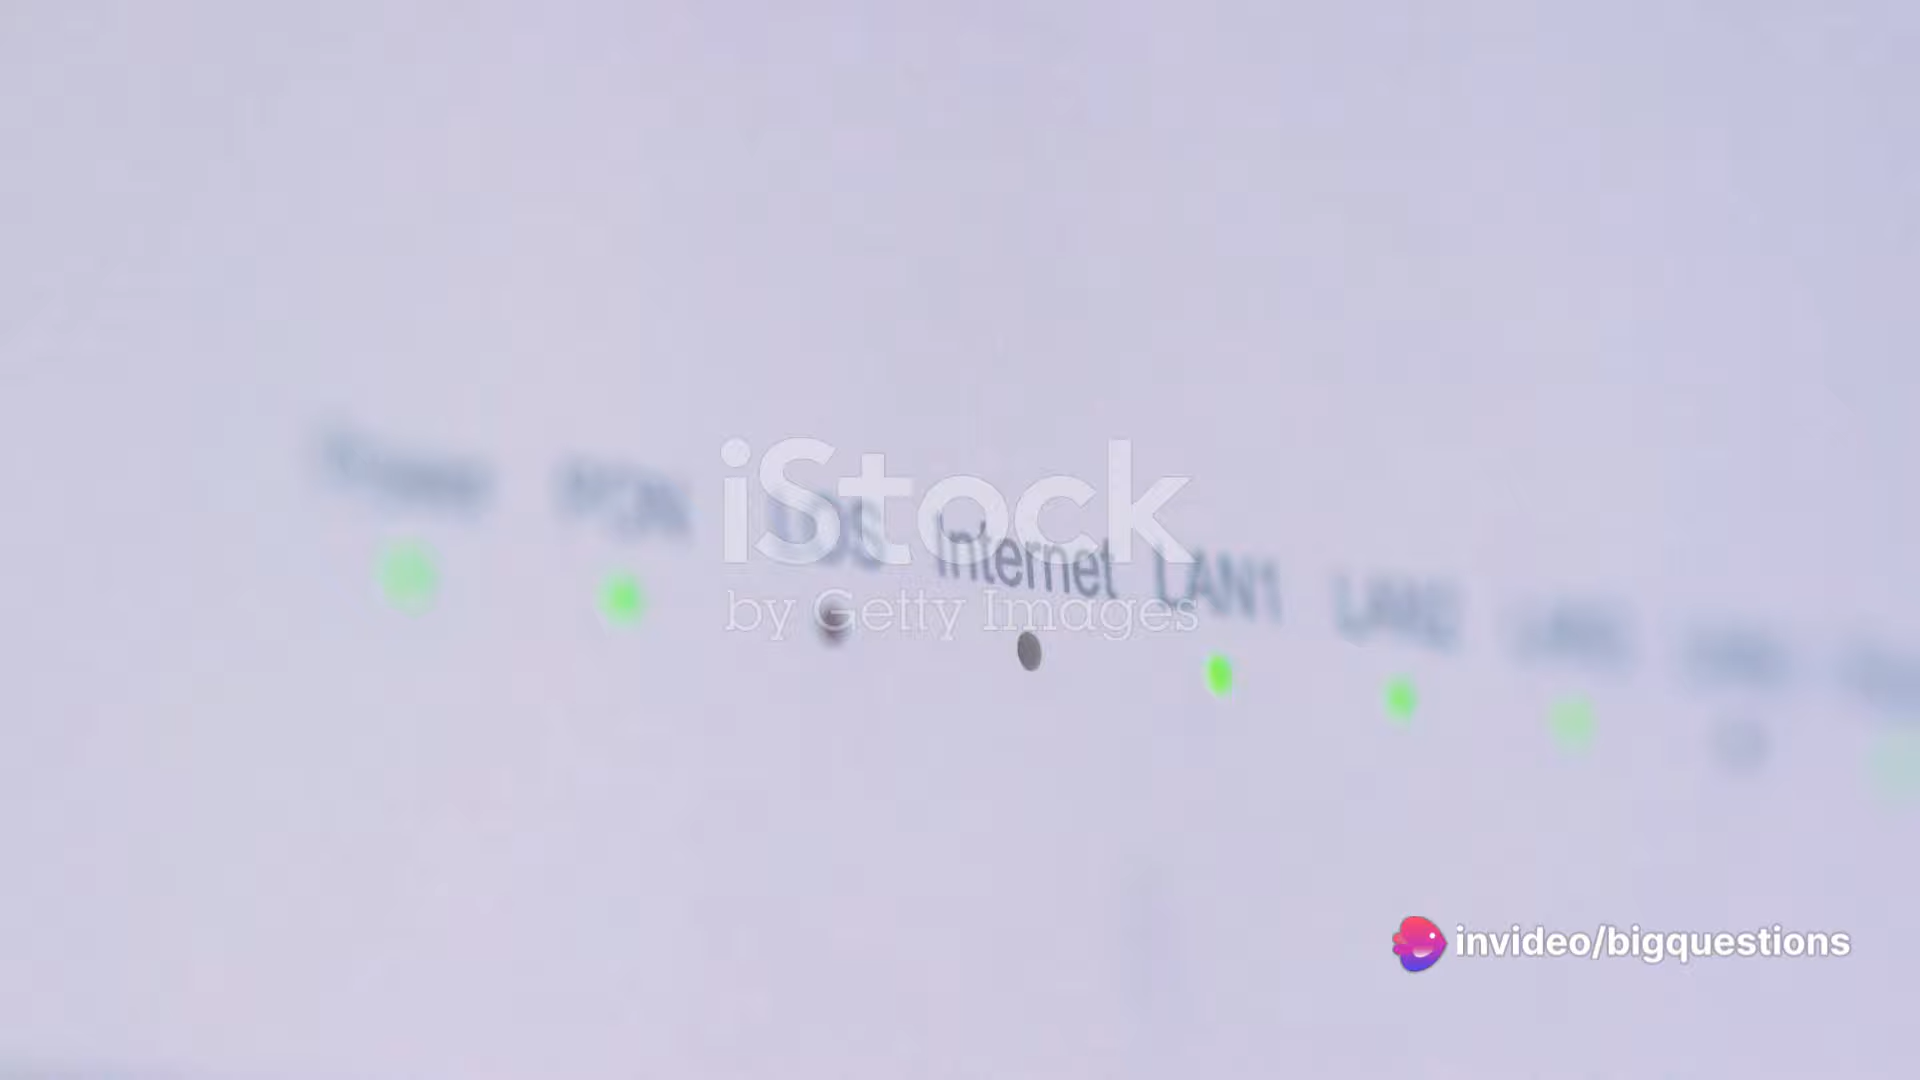 iStock
by Getty Images
Power PON LOS Internet LAN1 LAN2
invideo/bigquestions